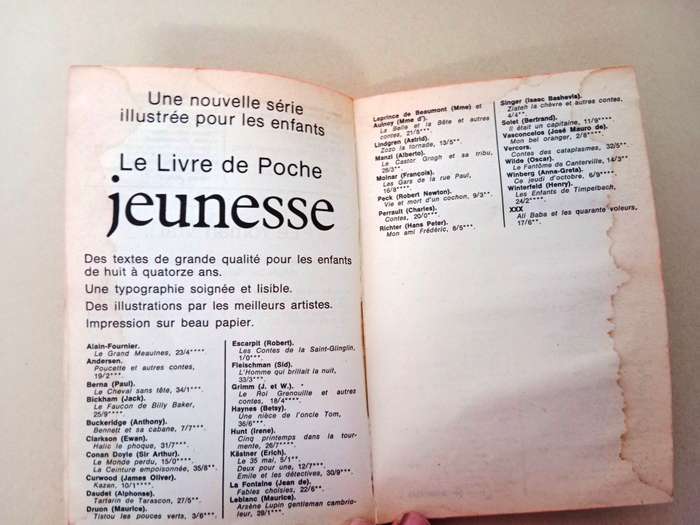 Une nouvelle série
illustrée pour les enfants
Le Livre de Poche
jeunesse
Des textes de grande qualité pour les enfants
de huit à quatorze ans.
Une typographie soignée et lisible.
Des illustrations par les meilleurs artistes.
Impression sur beau papier.
Alain-Fournier.
Le Grand Meaulnes, 23/4****.
Andersen.
Poucette et autres contes,
19/2***.
Berna (Paul).
Le Cheval sans tête, 34/1***.
Bickham (Jack).
Le Faucon de Billy Baker,
25/9****.
Buckeridge (Anthony).
Bennett et sa cabane, 7/7***.
Clarkson (Ewan).
Halic le phoque, 31/7***.
Conan Doyle (Sir Arthur).
Le Monde perdu, 15/0****.
La Ceinture empoisonnée, 35/8**.
Curwood (James Oliver).
Kazan, 10/1****.
Daudet (Alphonse).
Tartarin de Tarascon, 27/5**.
Druon (Maurice).
Tistou les pouces verts, 3/6***.
Escarpit (Robert).
Les Contes de la Saint-Glinglin,
1/0***.
Fleischman (Sid).
L'Homme qui brillait la nuit,
33/3***.
Grimm (J. et W.).
Le Roi Grenouille et autres
contes, 18/4****.
Haynes (Betsy).
Une nièce de l'oncle Tom,
36/6***.
Hunt (Irene).
Cinq printemps dans la tour-
mente, 26/7****.
Kästner (Erich).
Le 35 mai, 5/1**.
Deux pour une, 12/7***.
Emile et les détectives, 30/9***.
La Fontaine (Jean de).
Fables choisies, 22/6**.
Leblanc (Maurice).
Arsène Lupin gentleman cambrio-
leur, 29/1***.
Leprince de Beaumont (Mme) et
Aulnoy (Mme d').
La Belle et la Bête et autres
contes, 21/8***.
Lindgren (Astrid).
Zozo la tornade, 13/5**.
Manzi (Alberto).
Le Castor Grogh et sa tribu,
28/3**.
Molnar (François).
Les Gars de la rue Paul,
16/8****.
Peck (Robert Newton).
Vie et mort d'un cochon, 9/3**.
Perrault (Charles).
Contes, 20/0***.
Richter (Hans Peter).
Mon ami Frédéric, 8/5***.
Singer (Isaac Bashevis).
Zlateh la chèvre et autres contes,
4/4**.
Solet (Bertrand).
Il était un capitaine, 11/9****.
Vasconcelos (José Mauro de).
Mon bel oranger, 2/8****.
Vercors.
Contes des cataplasmes, 32/5**.
Wilde (Oscar).
Le Fantôme de Canterville, 14/3**.
Winberg (Anna-Greta).
Ce jeudi d'octobre, 6/9****.
Winterfeld (Henry).
Les Enfants de Timpelbach,
24/2****.
XXX
Ali Baba et les quarante voleurs,
17/6**.